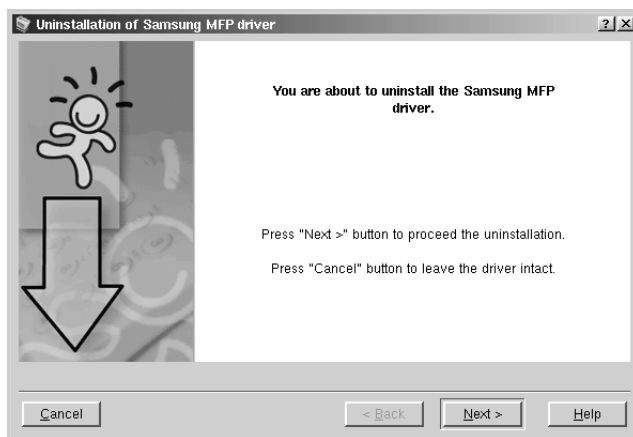 Uninstallation of Samsung MFP driver
You are about to uninstall the Samsung MFP
driver.
Press "Next >" button to proceed the uninstallation.
Press "Cancel" button to leave the driver intact.
Cancel
< Back
Next >
Help